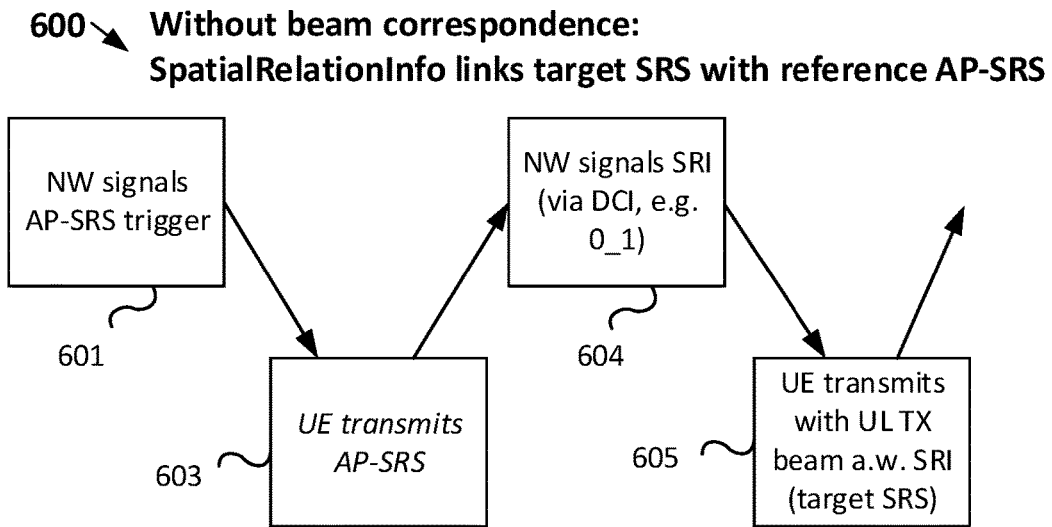 600 Without beam correspondence:
SpatialRelationInfo links target SRS with reference AP-SRS
NW signals
AP-SRS trigger
601
UE transmits
AP-SRS
603
NW signals SRI
(via DCI, e.g.
0_1)
604
UE transmits
with UL TX
beam a.w. SRI
(target SRS)
605